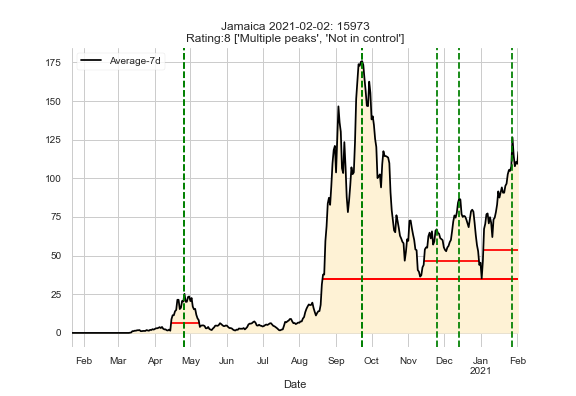 Jamaica 2021-02-02: 15973
Rating:8 ['Multiple peaks', 'Not in control']
Average-7d
175
150
125
100
75
50
25
0
Feb Mar Apr May Jun Jul Aug Sep Oct Nov Dec Jan Feb
2021
Date